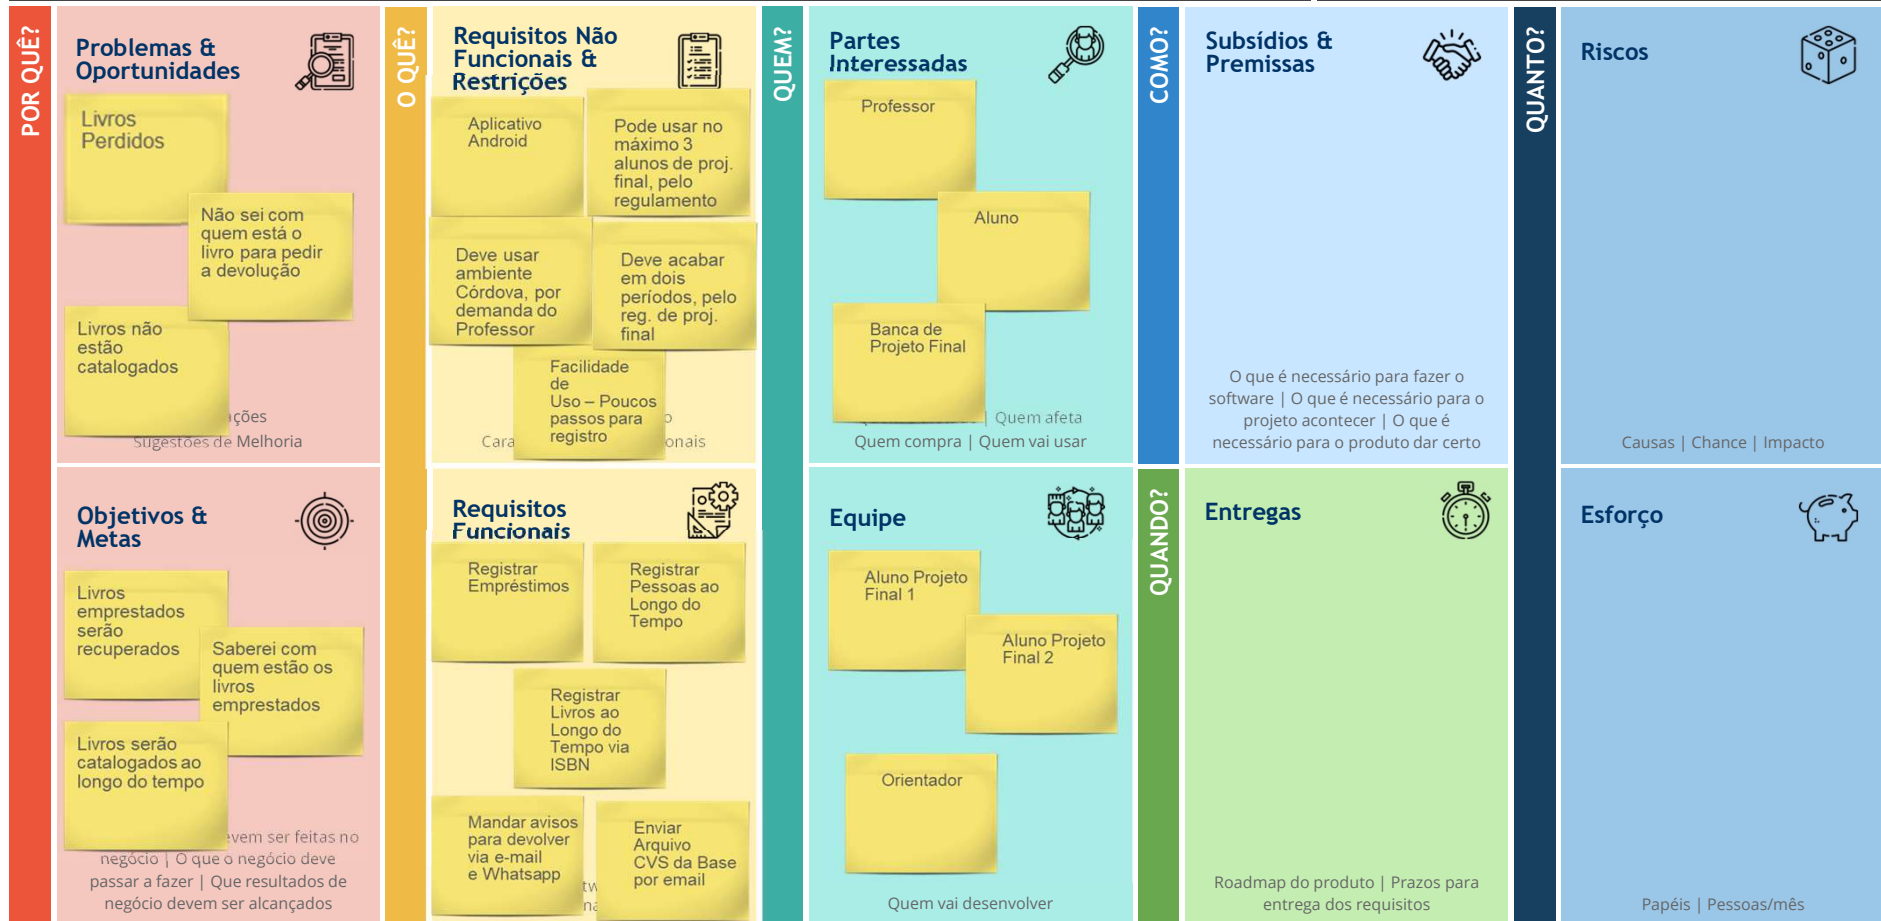 POR QUÊ?
Problemas &
Oportunidades
Livros
Perdidos
Não sei com
quem está o
livro para pedir
a devolução
Livros não
estão
catalogados
Sugestões de Melhoria
Objetivos &
Metas
Livros
emprestados
serão
recuperados
Saberei com
quem estão os
livros
emprestados
Livros serão
catalogados ao
longo do tempo
evem ser feitas no
negócio | O que o negócio deve
passar a fazer | Que resultados de
negócio devem ser alcançados
O QUÊ?
Requisitos Não
Funcionais &
Restrições
Aplicativo
Android
Pode usar no
máximo 3
alunos de proj.
final, pelo
regulamento
Deve usar
ambiente
Córdova, por
demanda do
Professor
Deve acabar
em dois
períodos, pelo
reg. de proj.
final
Facilidade
de
Uso – Poucos
passos para
registro
Requisitos
Funcionais
Registrar
Empréstimos
Registrar
Pessoas ao
Longo do
Tempo
Registrar
Livros ao
Longo do
Tempo via
ISBN
Mandar avisos
para devolver
via e-mail
e Whatsapp
Enviar
Arquivo
CVS da Base
por email
QUEM?
Partes
Interessadas
Professor
Aluno
Banca de
Projeto Final
| Quem afeta
Quem compra | Quem vai usar
Equipe
Aluno Projeto
Final 1
Aluno Projeto
Final 2
Orientador
Quem vai desenvolver
COMO?
Subsídios &
Premissas
O que é necessário para fazer o
software | O que é necessário para o
projeto acontecer | O que é
necessário para o produto dar certo
QUANDO?
Entregas
Roadmap do produto | Prazos para
entrega dos requisitos
QUANTO?
Riscos
Causas | Chance | Impacto
Esforço
Papéis | Pessoas/mês